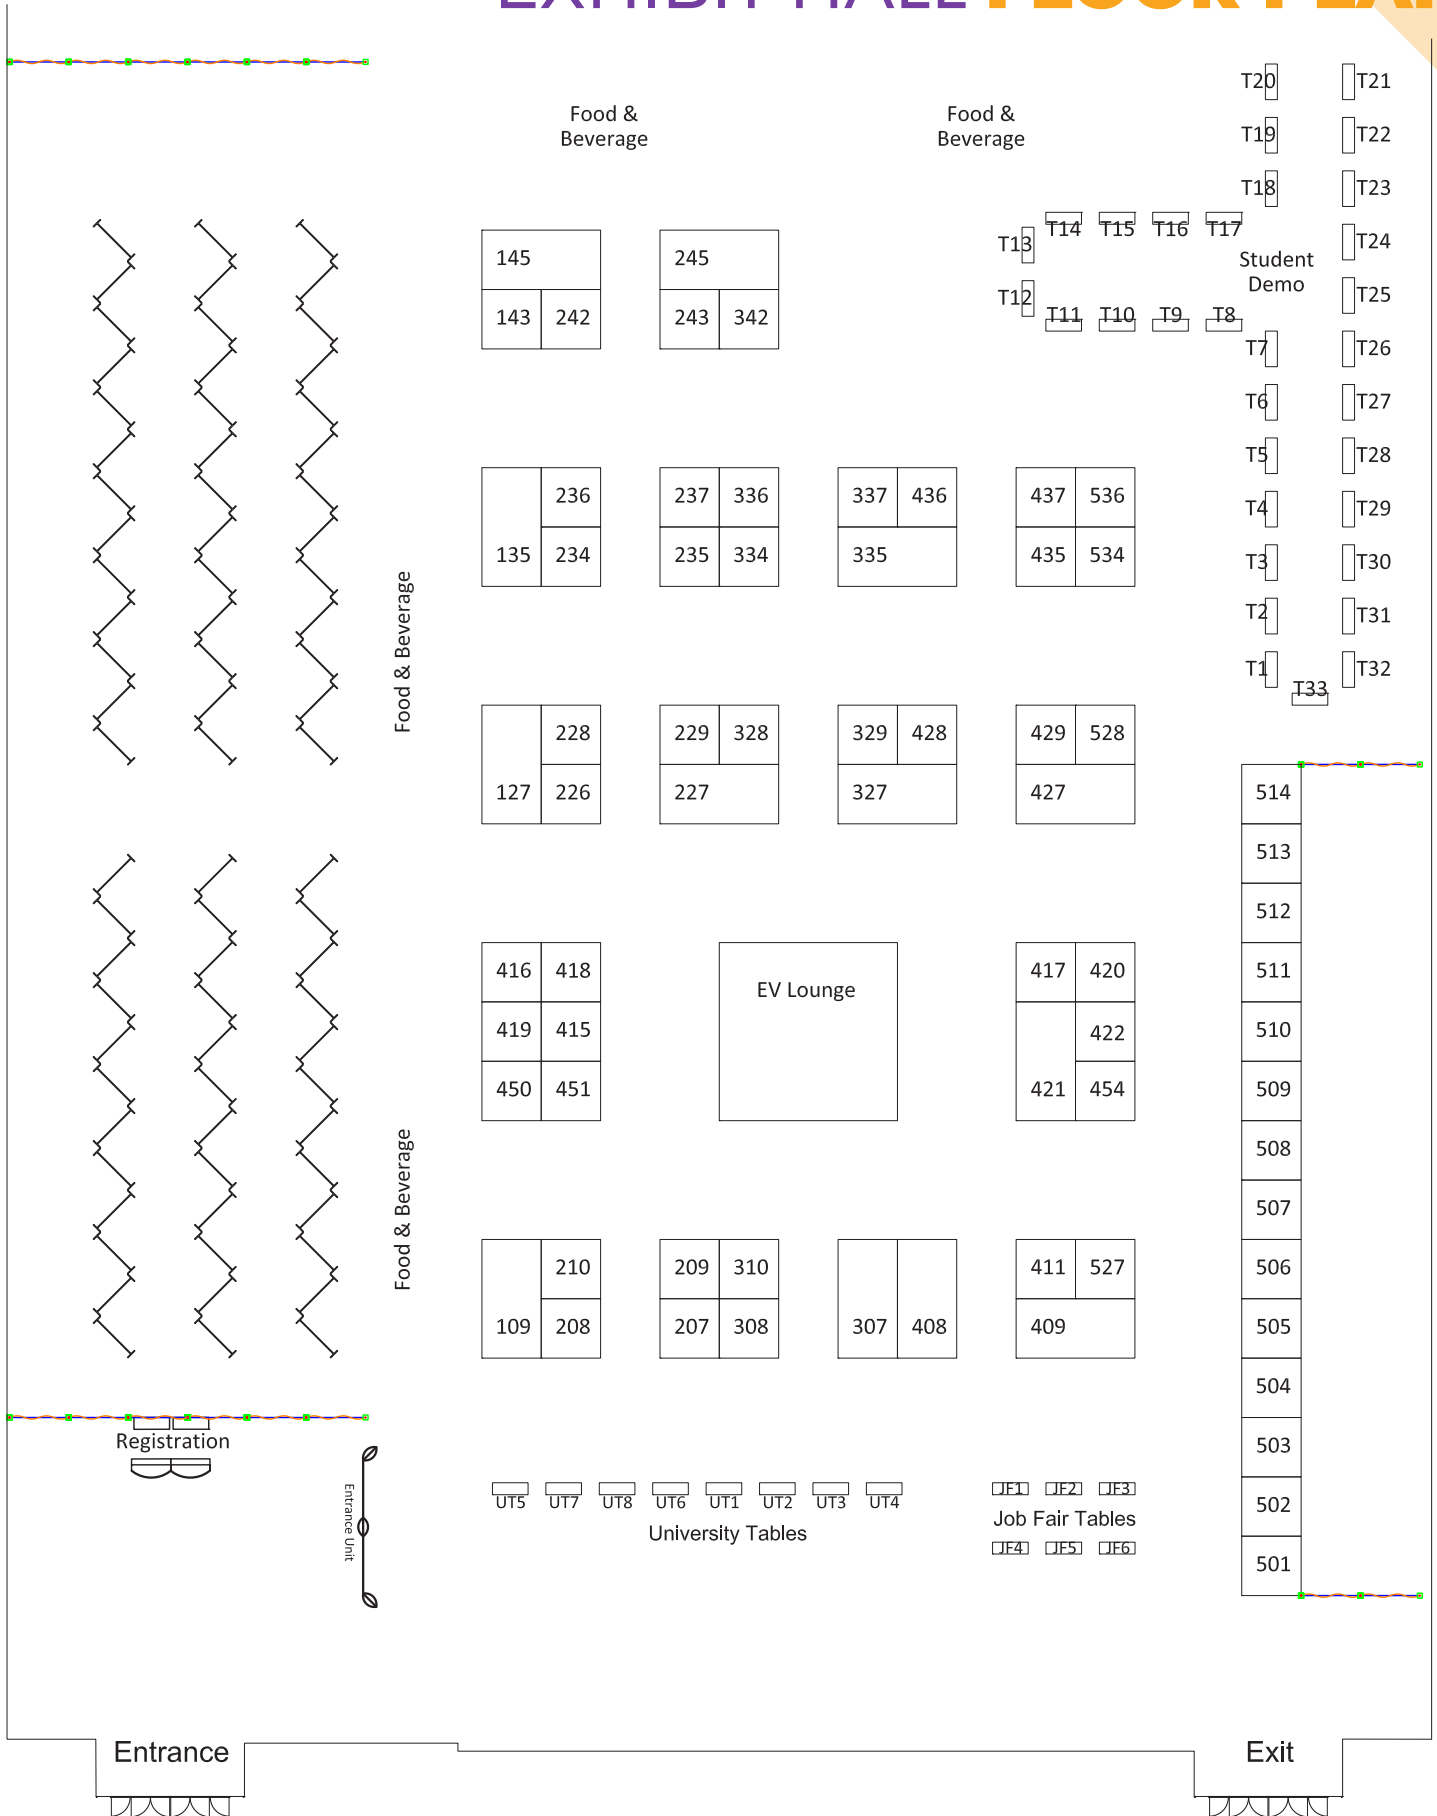 EXHIBIT HALL FLOOR PLAN
T20 T21
Food & Food &
Beverage Beverage
T19 T22
T18 T23
T14 T15 T16 T17
T13 T24
145 245
Student
Demo
T12 T25
143 242 243 342
T11 T10 T9 T8
T7 T26
T6 T27
T5 T28
236 237 336 337 436 437 536
T4 T29
135 234 235 334 335 435 534
T3 T30
T2 T31
Food & Beverage
T1 T32
T33
228 229 328 329 428 429 528
127 226 227 327 427 514
513
512
416 418 417 420 511
EV Lounge
419 415 422 510
450 451 421 454 509
508
Food & Beverage
507
210 209 310 411 527 506
109 208 207 308 307 408 409 505
504
Registration
503
Entrance Unit
UT5 UT7 UT8 UT6 UT1 UT2 UT3 UT4
JF1 JF2 JF3
502
University Tables
Job Fair Tables
JF4 JF5 JF6
501
Entrance Exit